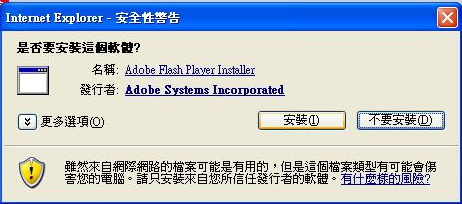 Internet Explorer - 安全性警告
是否要安裝這個軟體?
名稱: Adobe Flash Player Installer
發行者: Adobe Systems Incorporated
更多選項(O)
安裝(I)
不要安裝(D)
雖然來自網際網路的檔案可能是有用的，但是這個檔案類型有可能會傷
害您的電腦。請只安裝來自您所信任發行者的軟體。有什麼樣的風險?